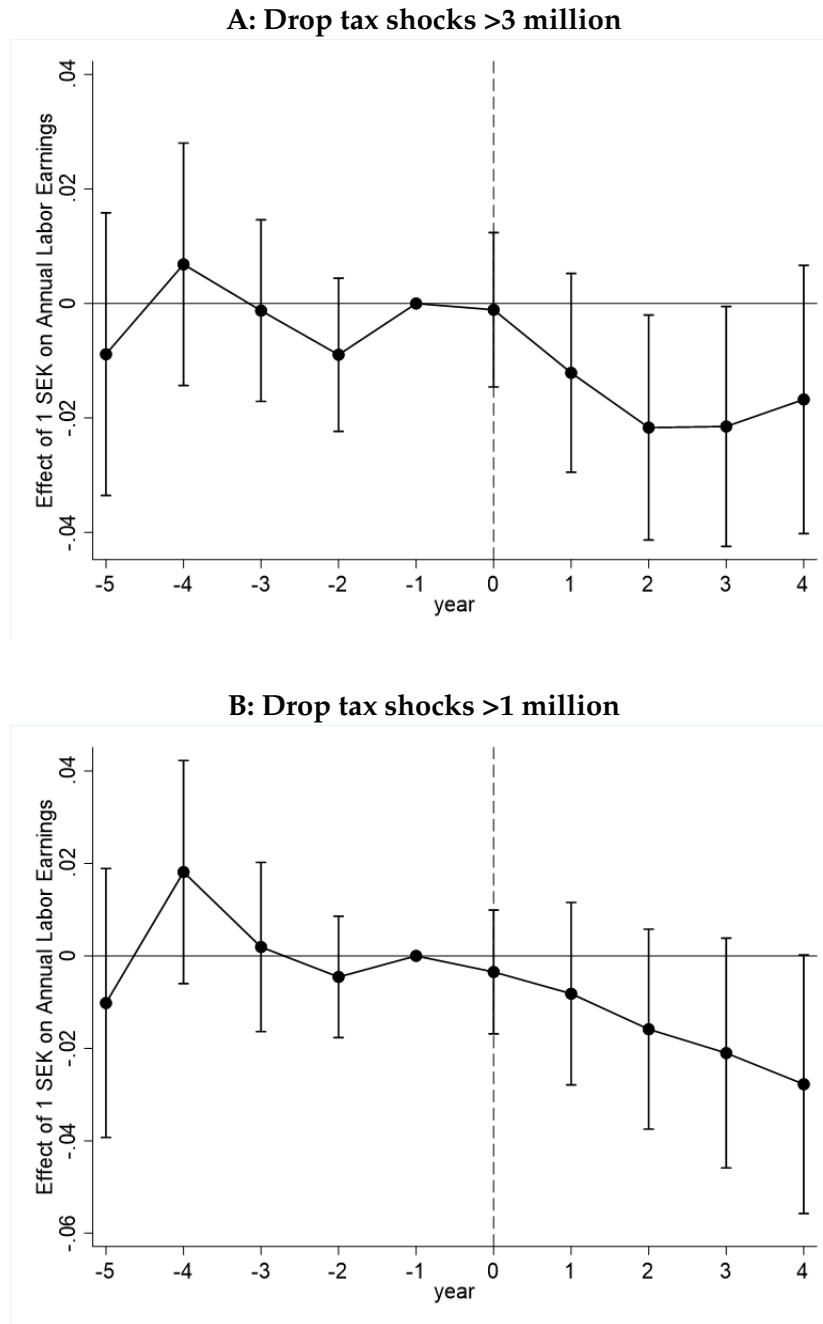 A: Drop tax shocks >3 million
Effect of 1 SEK on Annual Labor Earnings
.04
.02
0
-.02
-.04
-5 -4 -3 -2 -1 0 1 2 3 4
year
B: Drop tax shocks >1 million
Effect of 1 SEK on Annual Labor Earnings
.04
.02
0
-.02
-.04
-.06
-5 -4 -3 -2 -1 0 1 2 3 4
year